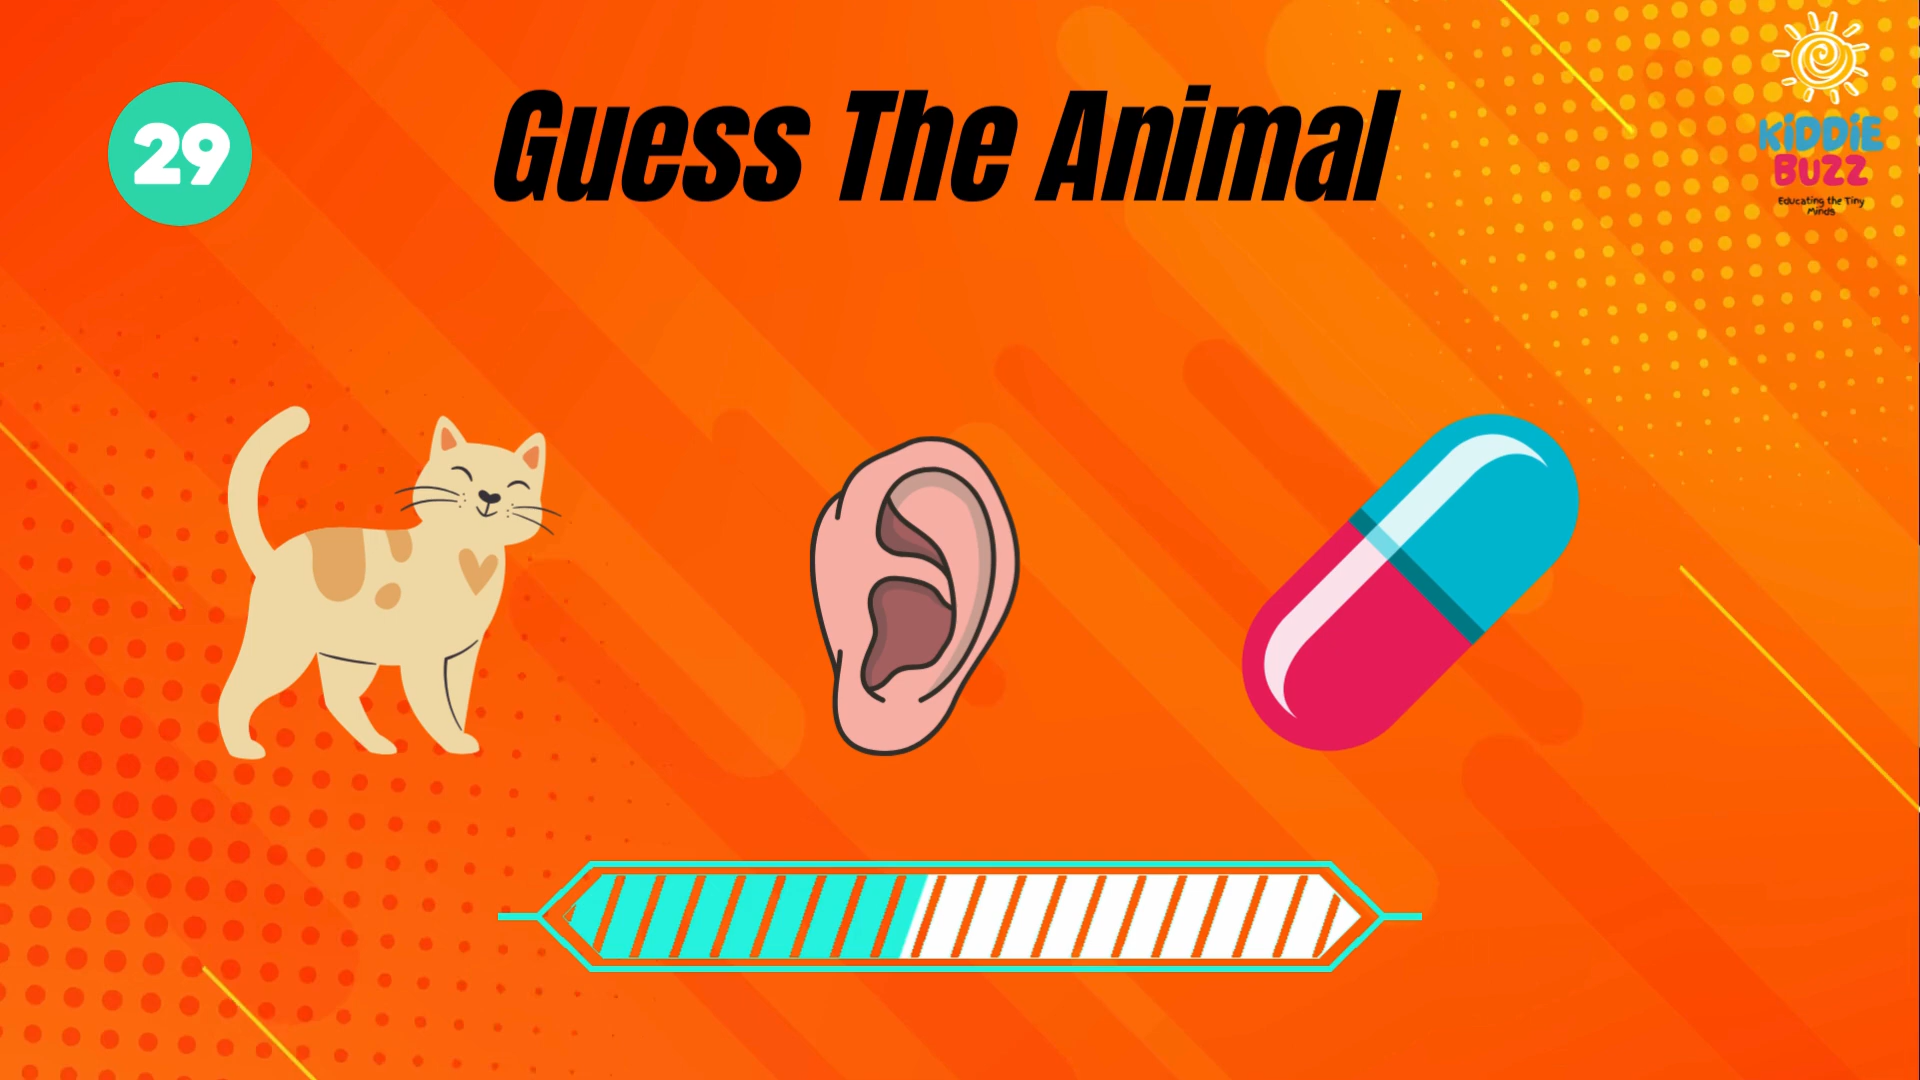 29
Guess The Animal
KiDDiE
BUZZ
Educating the Tiny
Minds